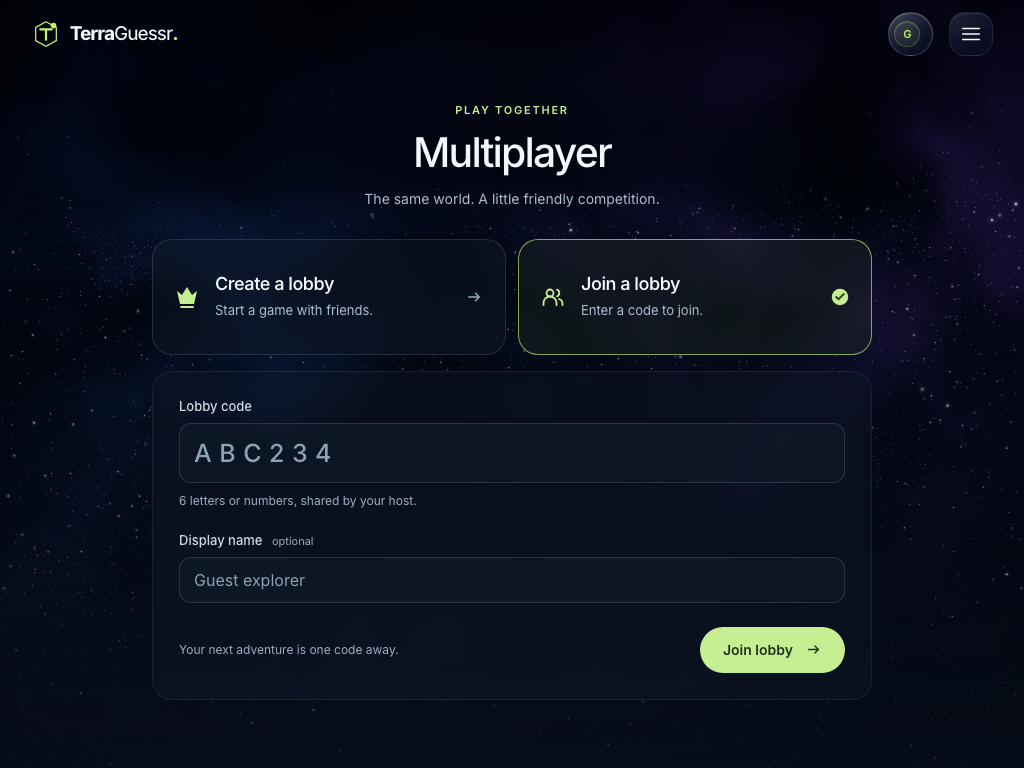 TerraGuessr.
G
PLAY TOGETHER
Multiplayer
The same world. A little friendly competition.
Create a lobby
Start a game with friends.
Join a lobby
Enter a code to join.
Lobby code
ABC234
6 letters or numbers, shared by your host.
Display name optional
Guest explorer
Your next adventure is one code away.
Join lobby